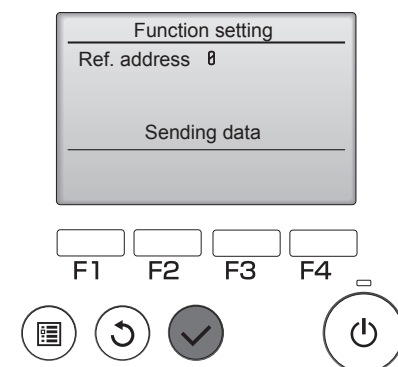 Function setting
Ref. address 0
Sending data
F1 F2 F3 F4